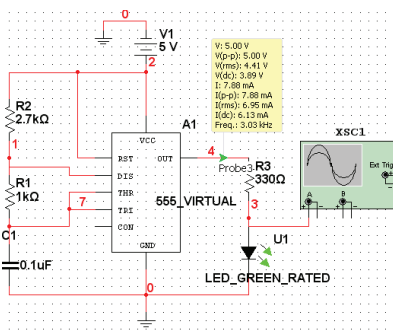 0
V1
5 V
2
V: 5.00 V
V(p-p): 5.00 V
V(rms): 4.41 V
V(dc): 3.89 V
I: 7.88 mA
I(p-p): 7.88 mA
I(rms): 6.95 mA
I(dc): 6.13 mA
Freq.: 3.03 kHz
R2
2.7kΩ
A1
XSC1
VCC
1
RST
OUT
4
Probe3
R3
330Ω
Ext Trig
DIS
R1
1kΩ
THR
7
TRI
555_VIRTUAL
A
B
3
C1
CON
U1
GND
0.1uF
LED_GREEN_RATED
0